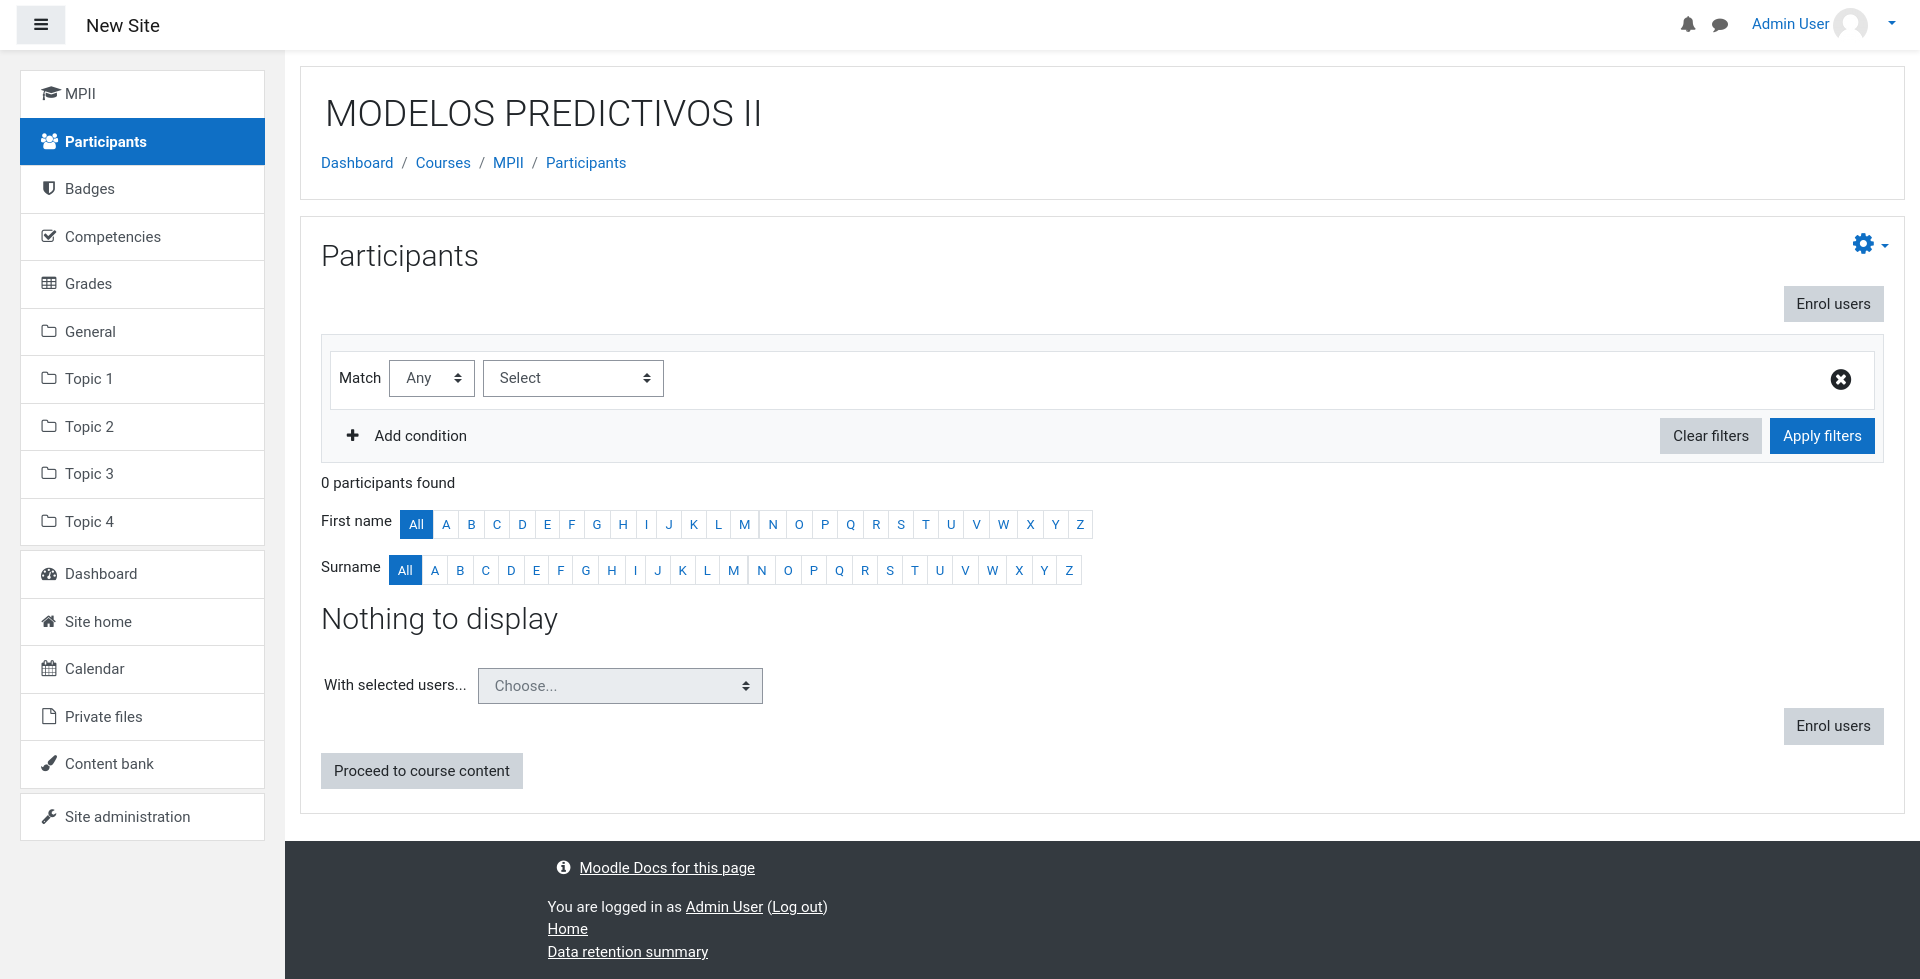 New Site
Admin User
MPII
Participants
Badges
Competencies
Grades
General
Topic 1
Topic 2
Topic 3
Topic 4
Dashboard
Site home
Calendar
Private files
Content bank
Site administration
MODELOS PREDICTIVOS II
Dashboard / Courses / MPII / Participants
Participants
Enrol users
Match Any Select
Add condition Clear filters Apply filters
0 participants found
First name All A B C D E F G H I J K L M N O P Q R S T U V W X Y Z
Surname All A B C D E F G H I J K L M N O P Q R S T U V W X Y Z
Nothing to display
With selected users... Choose...
Enrol users
Proceed to course content
Moodle Docs for this page
You are logged in as Admin User (Log out)
Home
Data retention summary